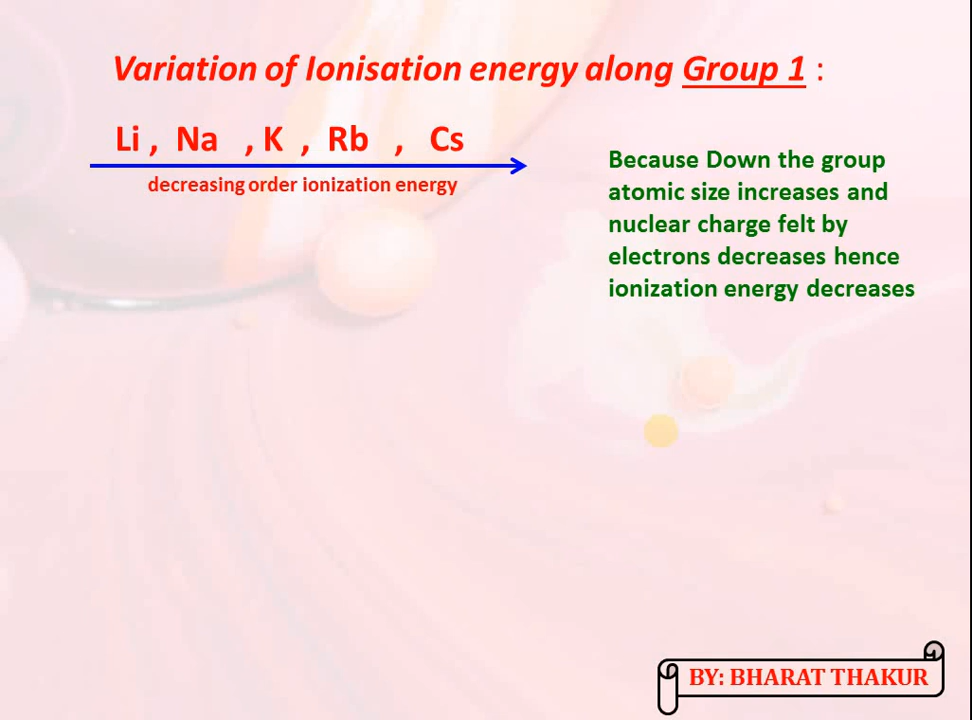 Variation of Ionisation energy along Group 1 :
Li , Na , K , Rb , Cs
decreasing order ionization energy
Because Down the group
atomic size increases and
nuclear charge felt by
electrons decreases hence
ionization energy decreases
BY: BHARAT THAKUR